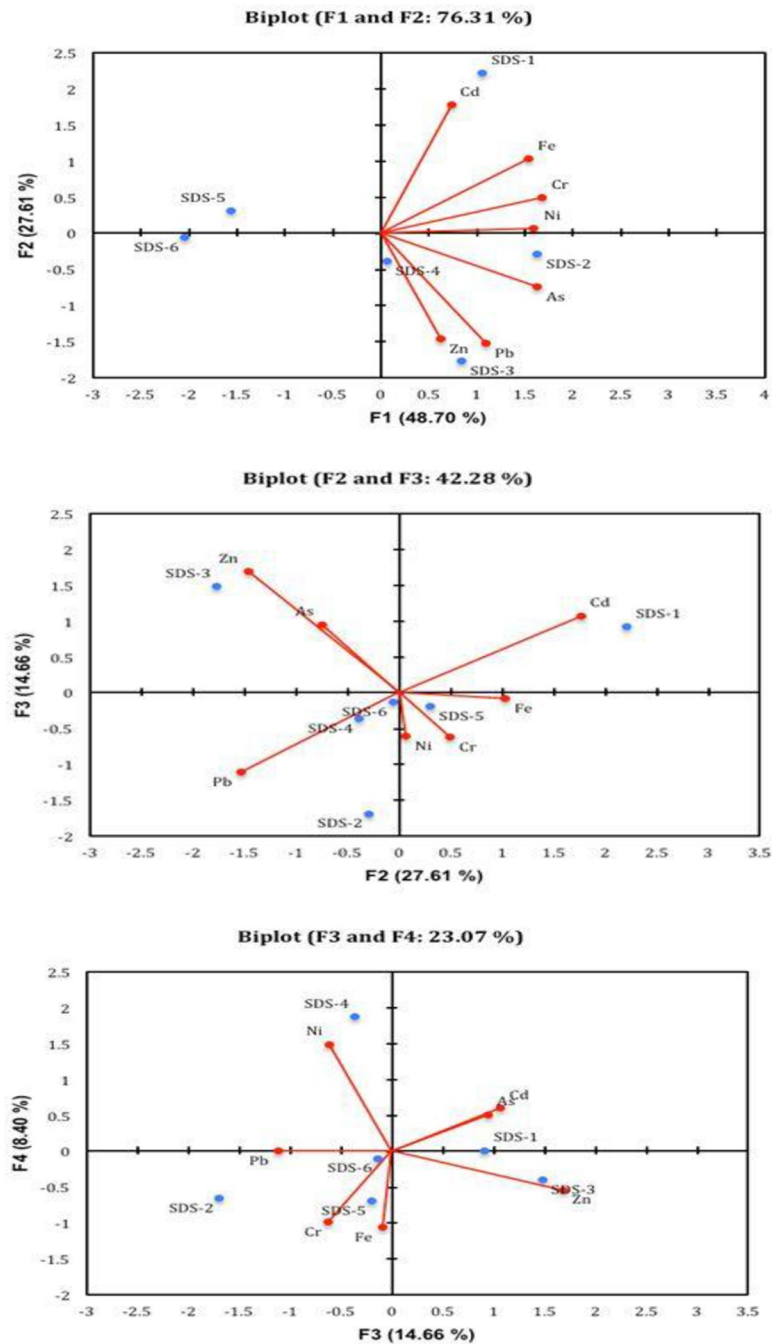 Biplot (F1 and F2: 76.31 %)
2.5
SDS-1
2
Cd
1.5
Fe
1
Cr
SDS-5
0.5
Ni
0
SDS-6
SDS-2
-0.5
SDS-4
As
-1
-1.5
Zn
Pb
SDS-3
-2
F2 (27.61 %)
-3 -2.5 -2 -1.5 -1 -0.5 0 0.5 1 1.5 2 2.5 3 3.5 4
F1 (48.70 %)
Biplot (F2 and F3: 42.28 %)
2.5
2
Zn
SDS-3
1.5
Cd
As
SDS-1
1
0.5
0
SDS-6
SDS-5
Fe
-0.5
SDS-4
Ni
Cr
-1
Pb
-1.5
SDS-2
-2
F3 (14.66 %)
-3 -2.5 -2 -1.5 -1 -0.5 0 0.5 1 1.5 2 2.5 3 3.5
F2 (27.61 %)
Biplot (F3 and F4: 23.07 %)
2.5
SDS-4
2
Ni
1.5
1
Cd
As
0.5
SDS-1
0
Pb
SDS-6
SDS-3
-0.5
Zn
SDS-2
SDS-5
-1
Cr
Fe
-1.5
-2
F4 (8.40 %)
-3 -2.5 -2 -1.5 -1 -0.5 0 0.5 1 1.5 2 2.5 3 3.5
F3 (14.66 %)